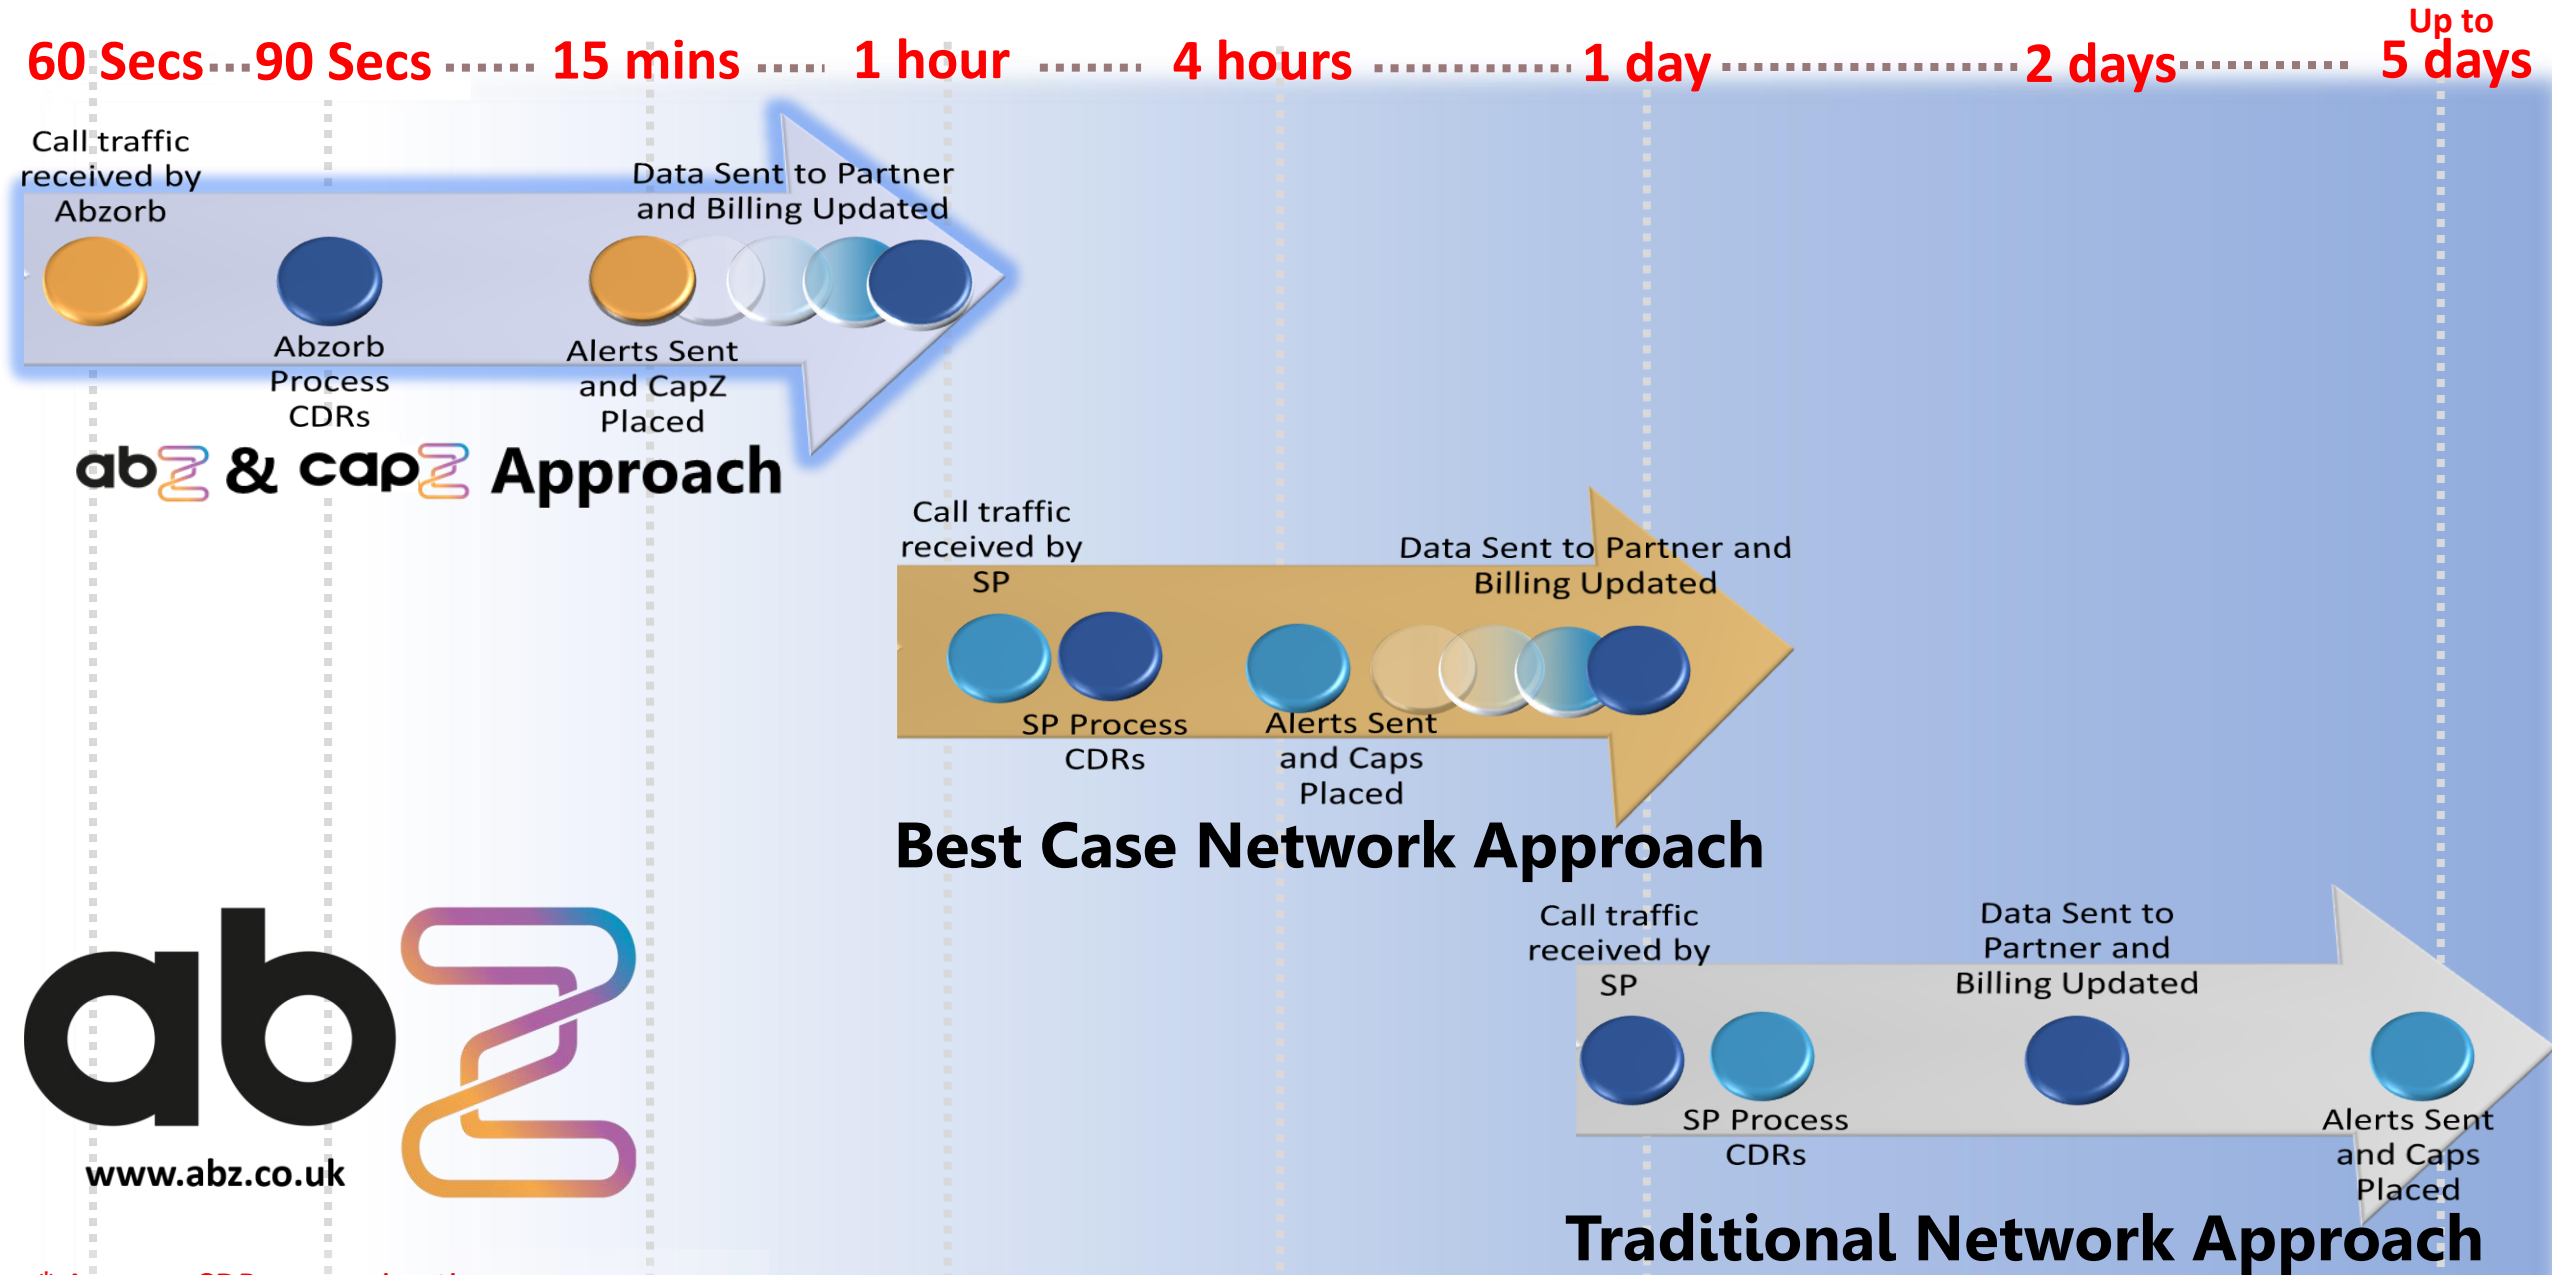 Up to
60 Secs 90 Secs 15 mins 1 hour 4 hours 1 day 2 days 5 days
Call traffic
received by
Abzorb
Data Sent to Partner
and Billing Updated
Abzorb
Process
CDRs
Alerts Sent
and CapZ
Placed
abZ & capZ Approach
Call traffic
received by
SP
Data Sent to Partner and
Billing Updated
SP Process
CDRs
Alerts Sent
and Caps
Placed
Best Case Network Approach
Call traffic
received by
SP
Data Sent to
Partner and
Billing Updated
SP Process
CDRs
Alerts Sent
and Caps
Placed
Traditional Network Approach
abZ
www.abz.co.uk